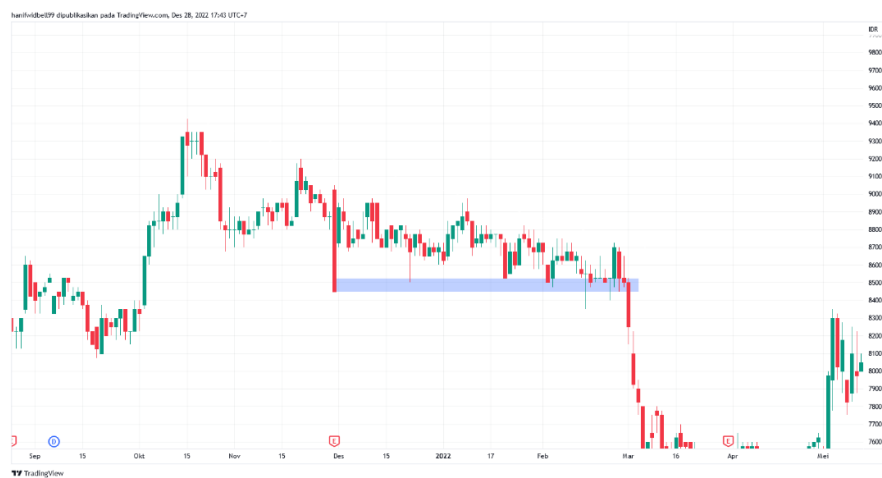 hanifwidbel199 dipublikasikan pada TradingView.com, Des 28, 2022 17:43 UTC+7
IDR
9800
9700
9600
9500
9400
9300
9200
9100
9000
8900
8800
8700
8600
8500
8400
8300
8200
8100
8000
7900
7800
7700
7600
D
E
E
Sep
15
Okt
15
Nov
15
Des
15
2022
17
Feb
Mar
16
Apr
Mei
TradingView